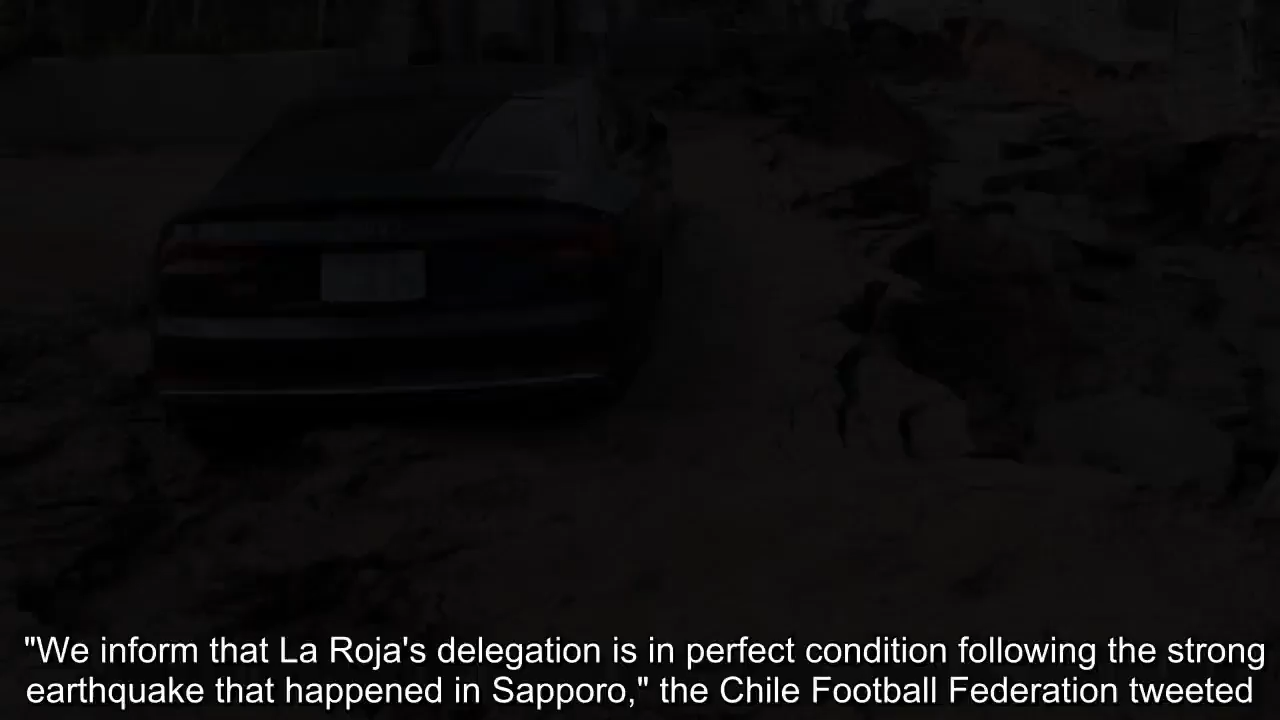 "We inform that La Roja's delegation is in perfect condition following the strong
earthquake that happened in Sapporo," the Chile Football Federation tweeted